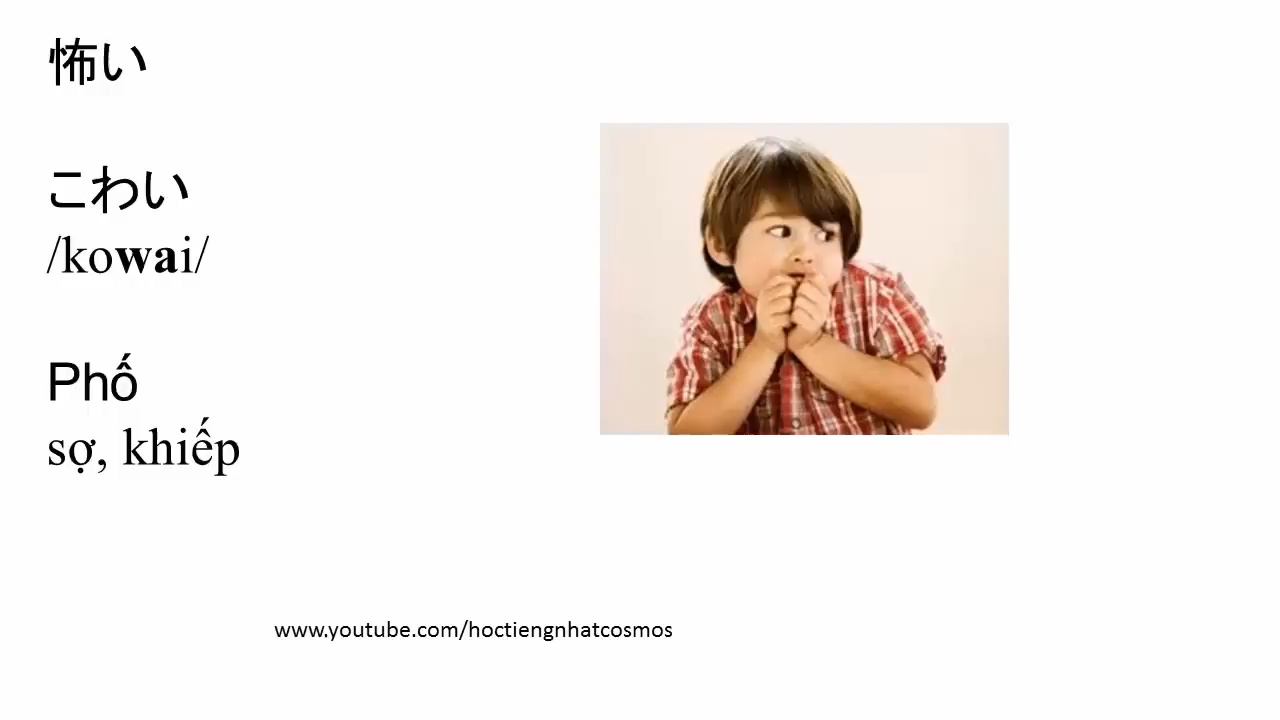 怖い
こわい
/kowai/
Phố
sợ, khiếp
www.youtube.com/hoctiengnhatcosmos